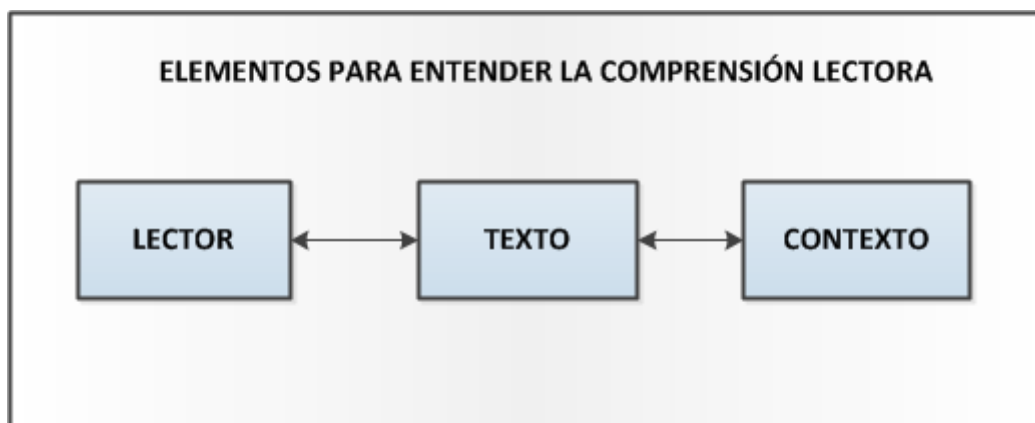 ELEMENTOS PARA ENTENDER LA COMPRENSIÓN LECTORA
LECTOR
TEXTO
CONTEXTO